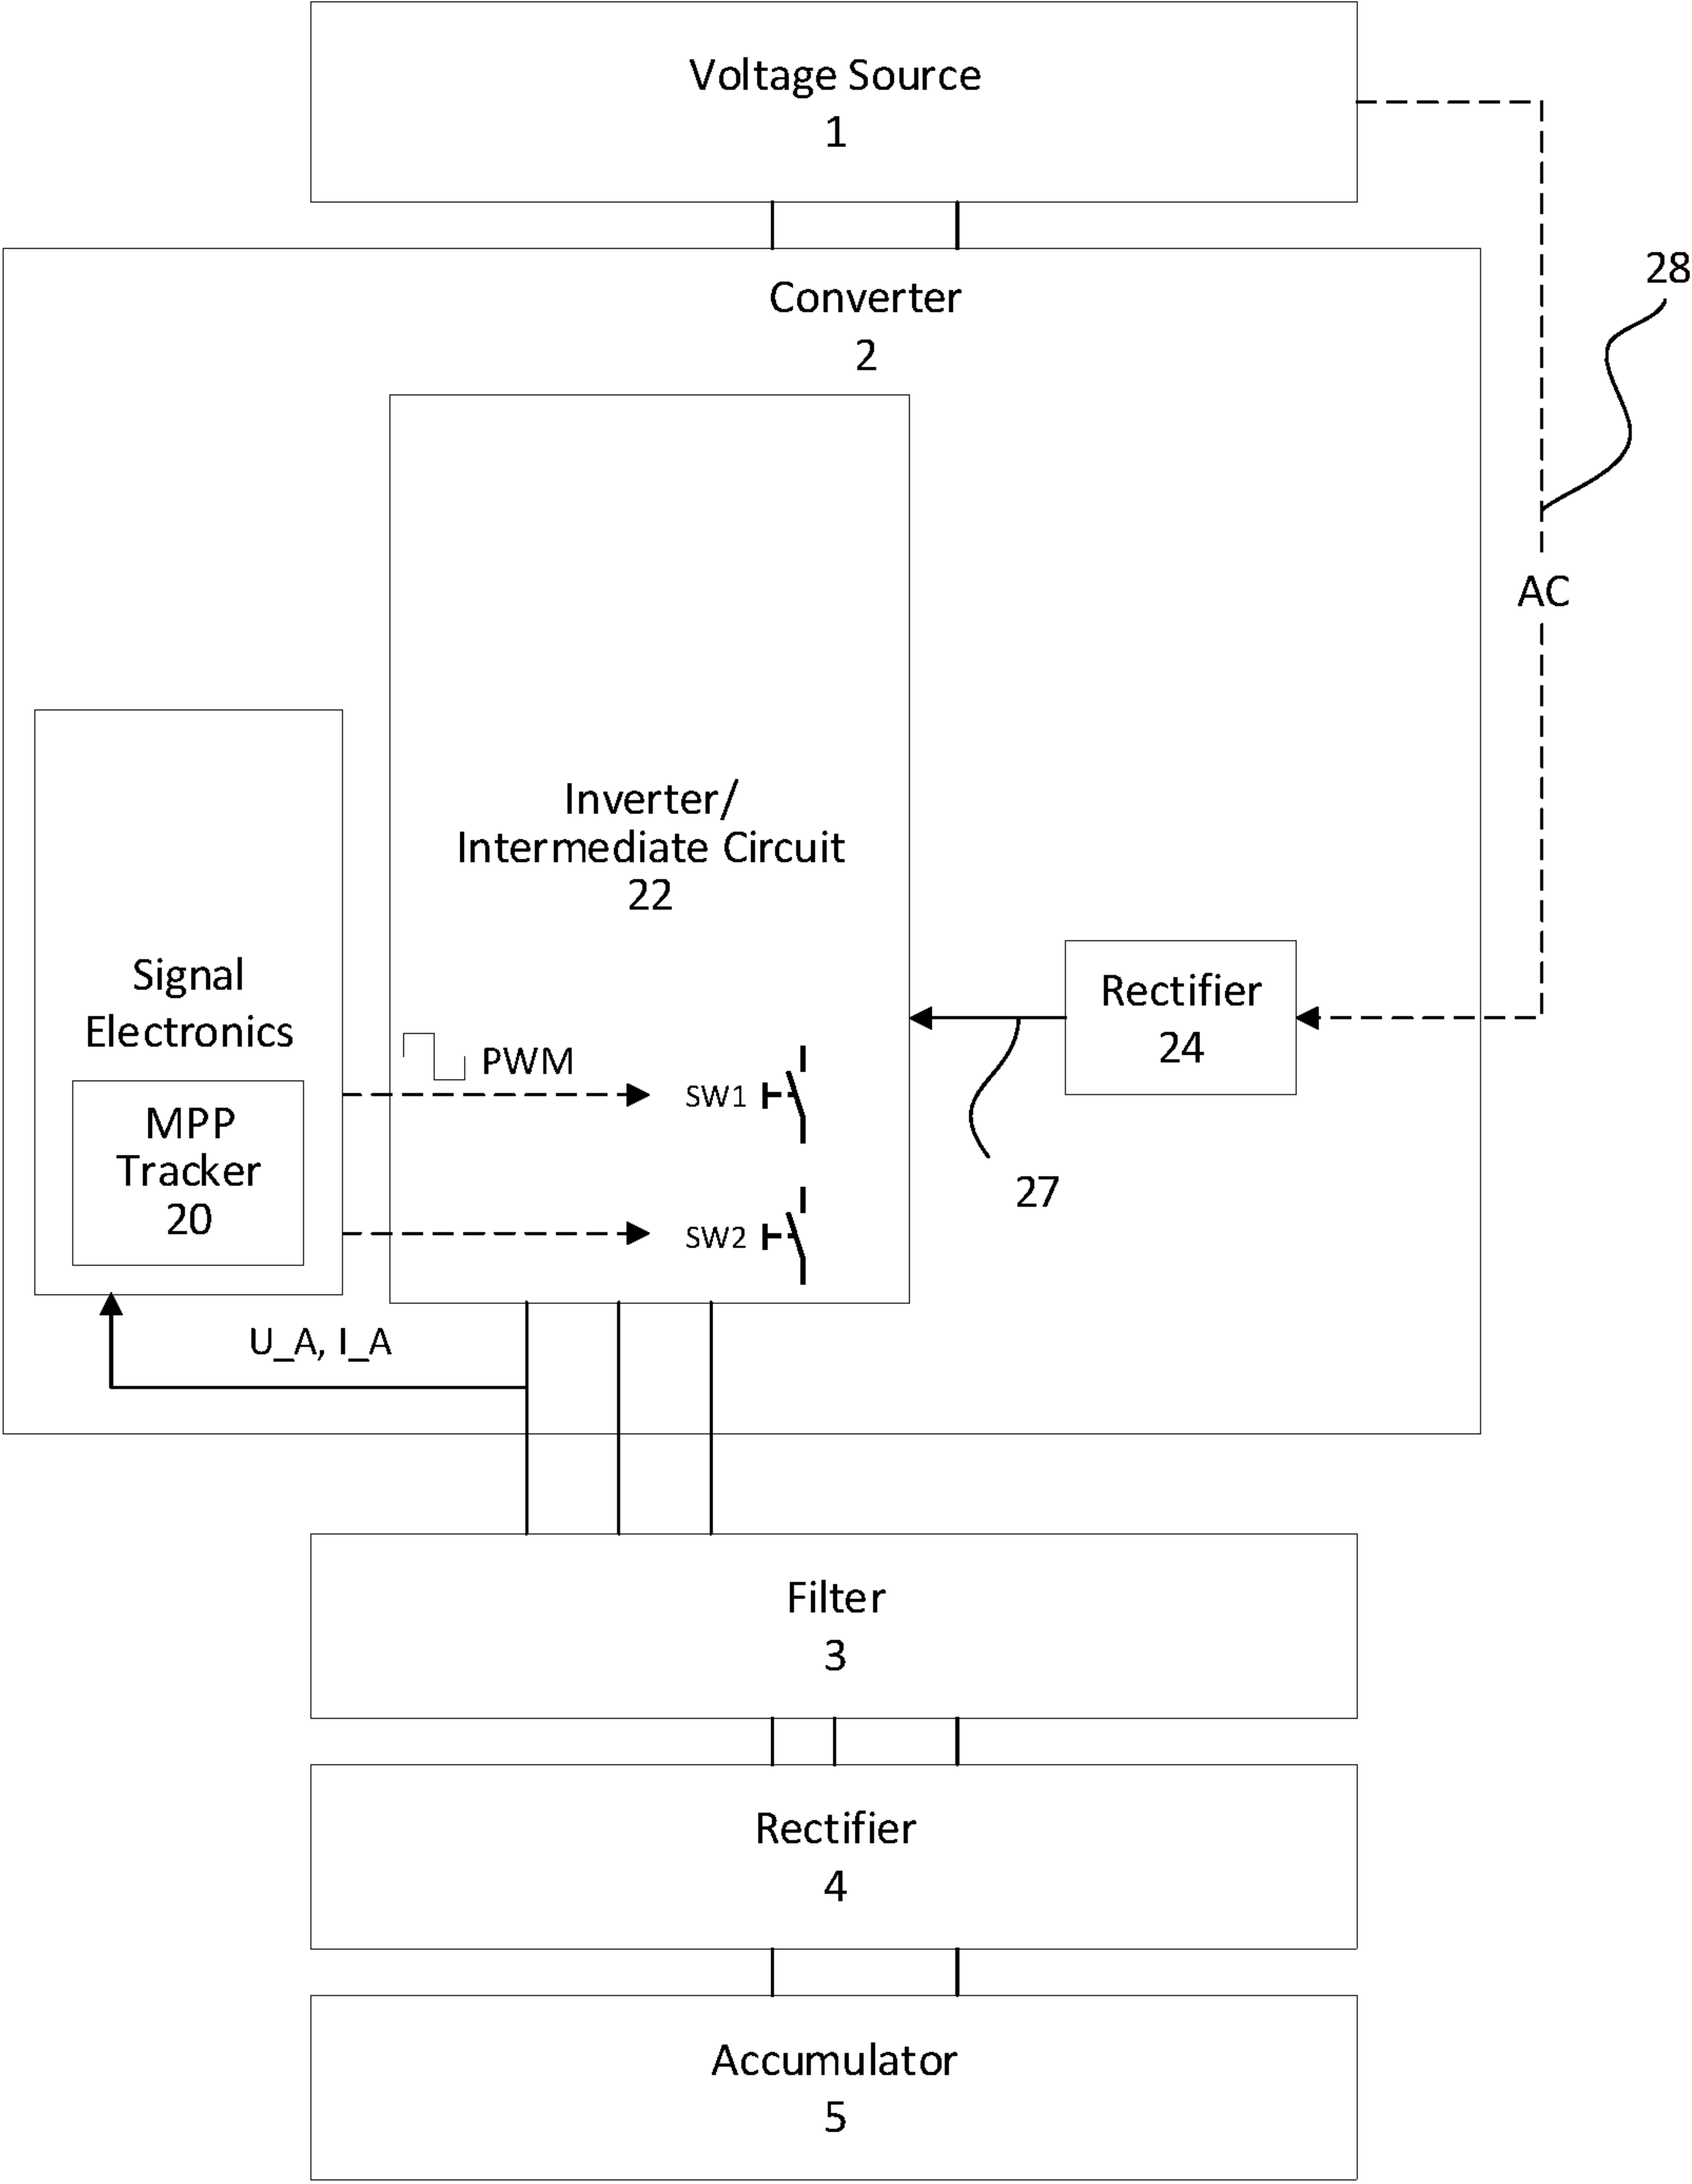 Voltage Source
1
Converter
2
28
AC
Inverter/
Intermediate Circuit
22
Signal
Electronics
Rectifier
24
PWM
SW1
MPP
Tracker
20
SW2
27
U_A, I_A
Filter
3
Rectifier
4
Accumulator
5